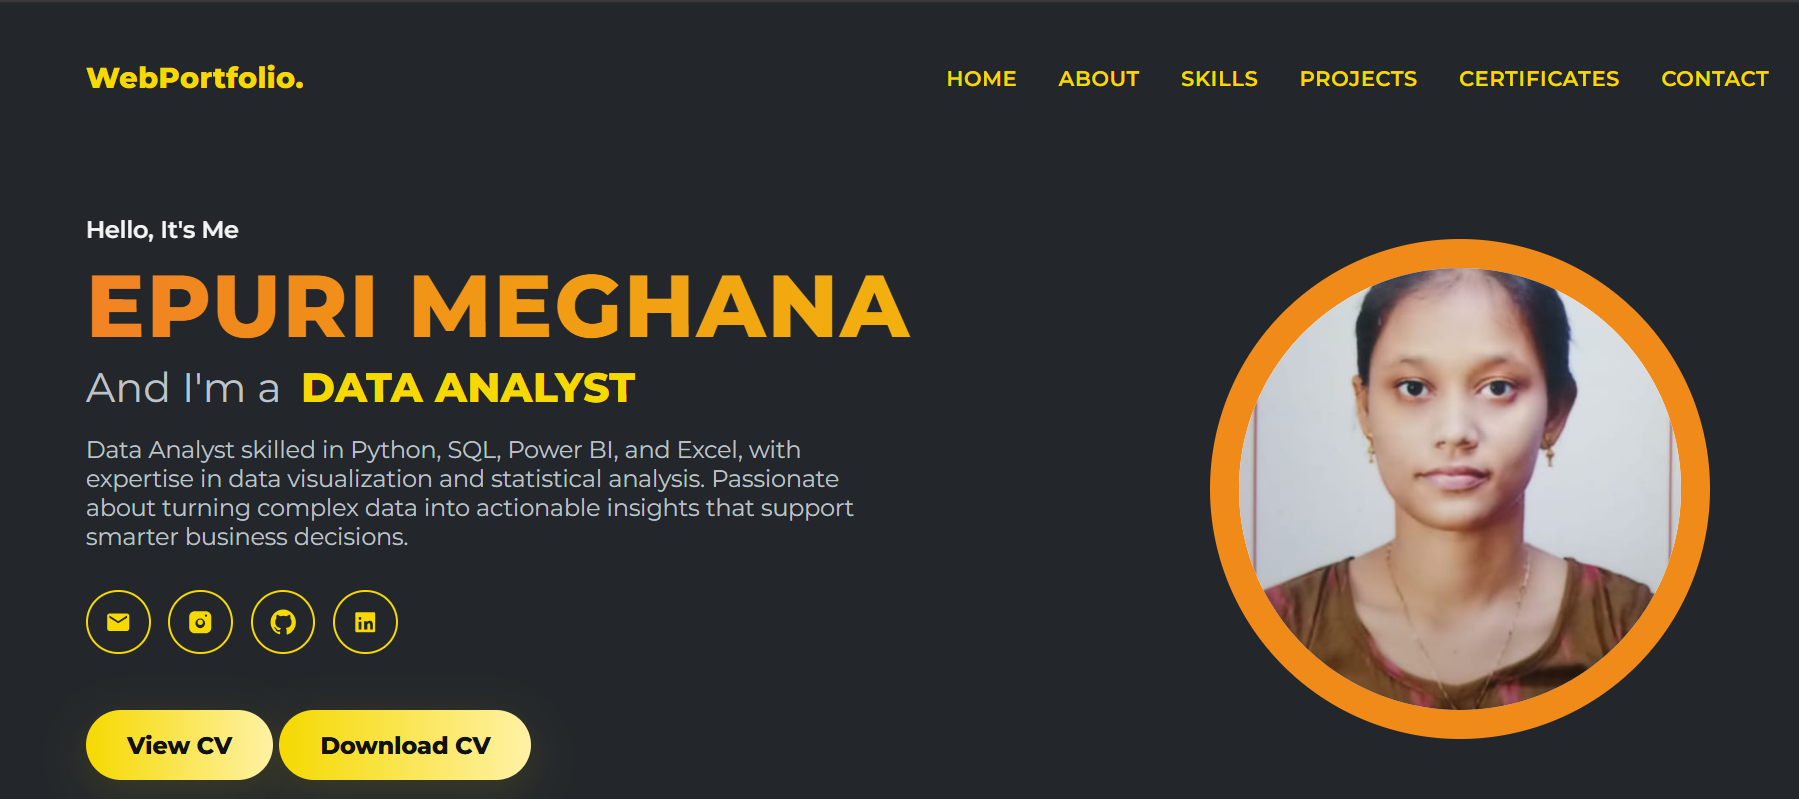 WebPortfolio.
HOME ABOUT SKILLS PROJECTS CERTIFICATES CONTACT
Hello, It's Me
EPURI MEGHANA
And I'm a DATA ANALYST
Data Analyst skilled in Python, SQL, Power BI, and Excel, with
expertise in data visualization and statistical analysis. Passionate
about turning complex data into actionable insights that support
smarter business decisions.
View CV Download CV